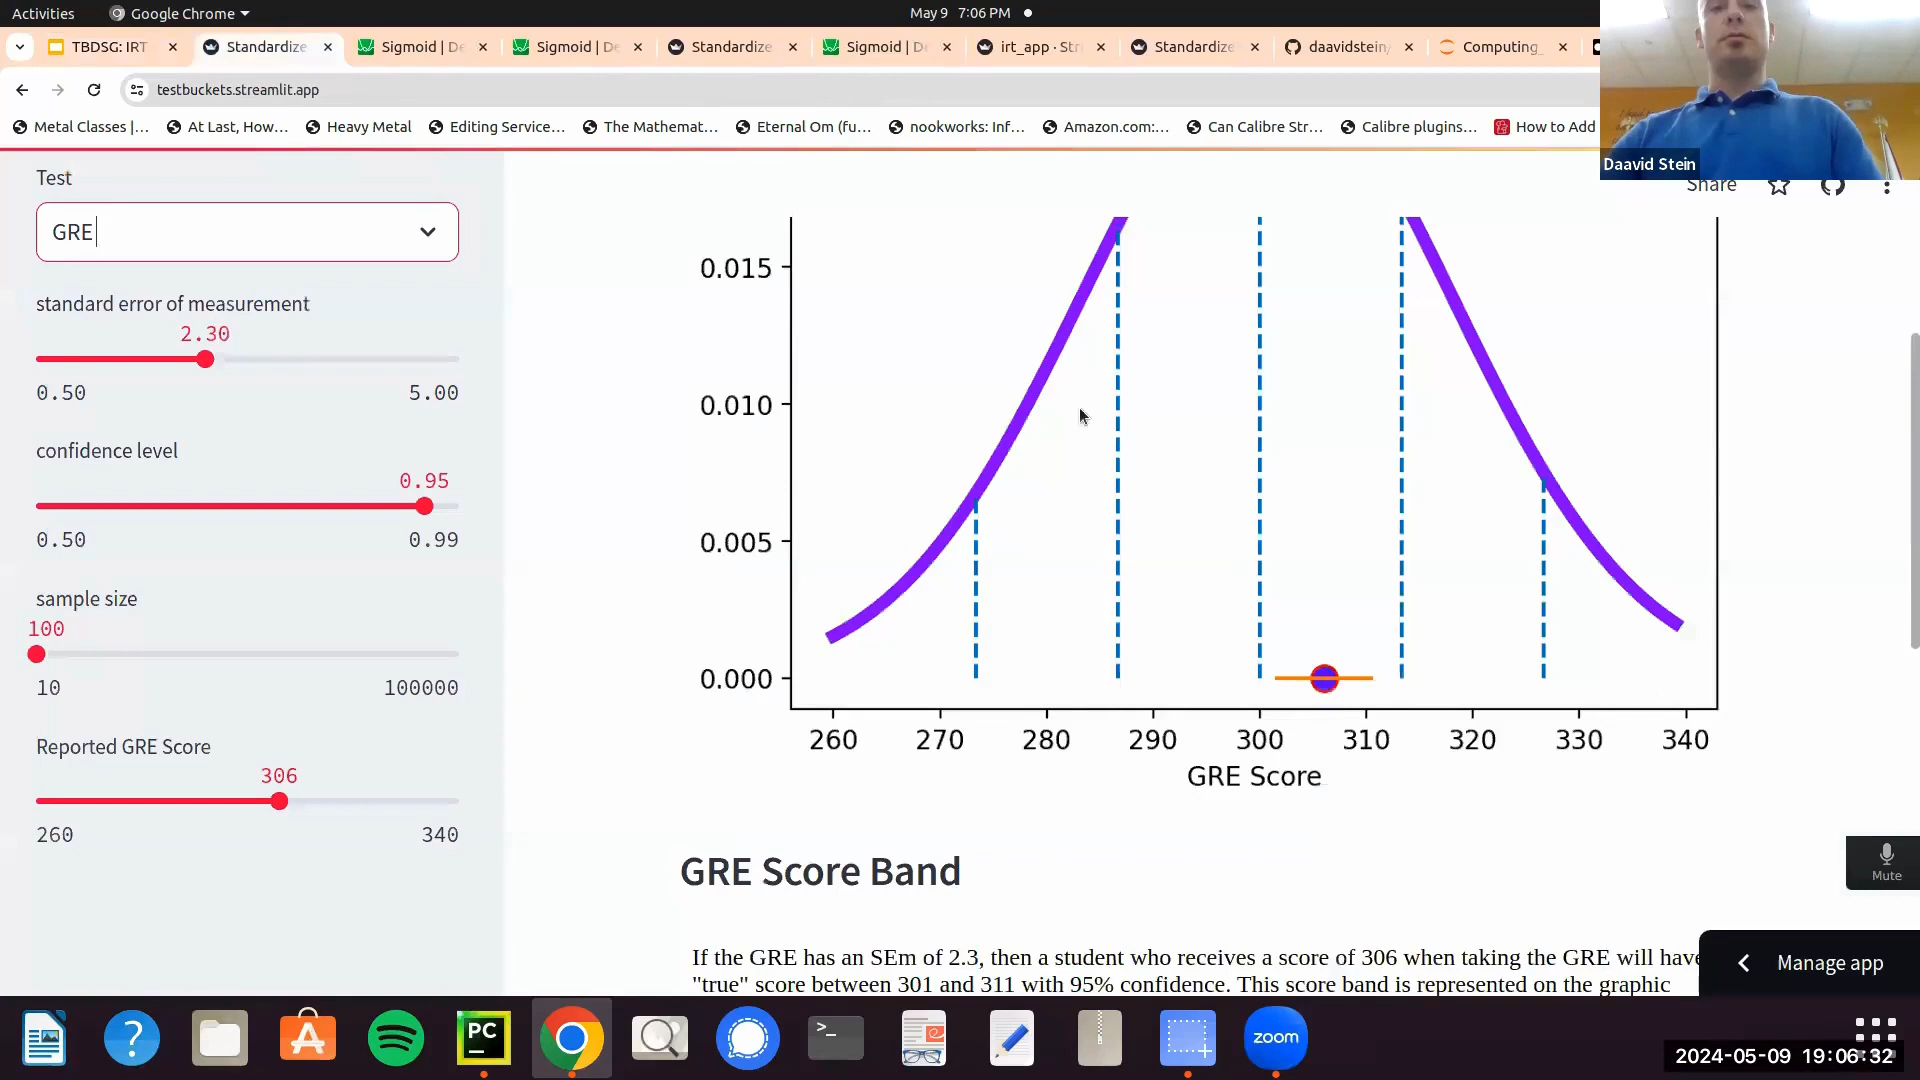 Activities
Google Chrome
May 9 7:06 PM
TBDSG: IRT
Standardize
Sigmoid | De
Sigmoid | De
Standardize
Sigmoid | De
irt_app · Stre
Standardize
daavidstein/
Computing_
testbuckets.streamlit.app
Metal Classes |...
At Last, How...
Heavy Metal
Editing Service...
The Mathemat...
Eternal Om (fu...
nookworks: Inf...
Amazon.com:...
Can Calibre Str...
Calibre plugins...
How to Add
Daavid Stein
Share
Test
GRE
standard error of measurement
2.30
0.50 5.00
confidence level
0.95
0.50 0.99
sample size
100
10 100000
Reported GRE Score
306
260 340
0.015
0.010
0.005
0.000
260 270 280 290 300 310 320 330 340
GRE Score
GRE Score Band
If the GRE has an SEm of 2.3, then a student who receives a score of 306 when taking the GRE will have
"true" score between 301 and 311 with 95% confidence. This score band is represented on the graphic
Mute
Manage app
PC
zoom
2024-05-09 19:06:32